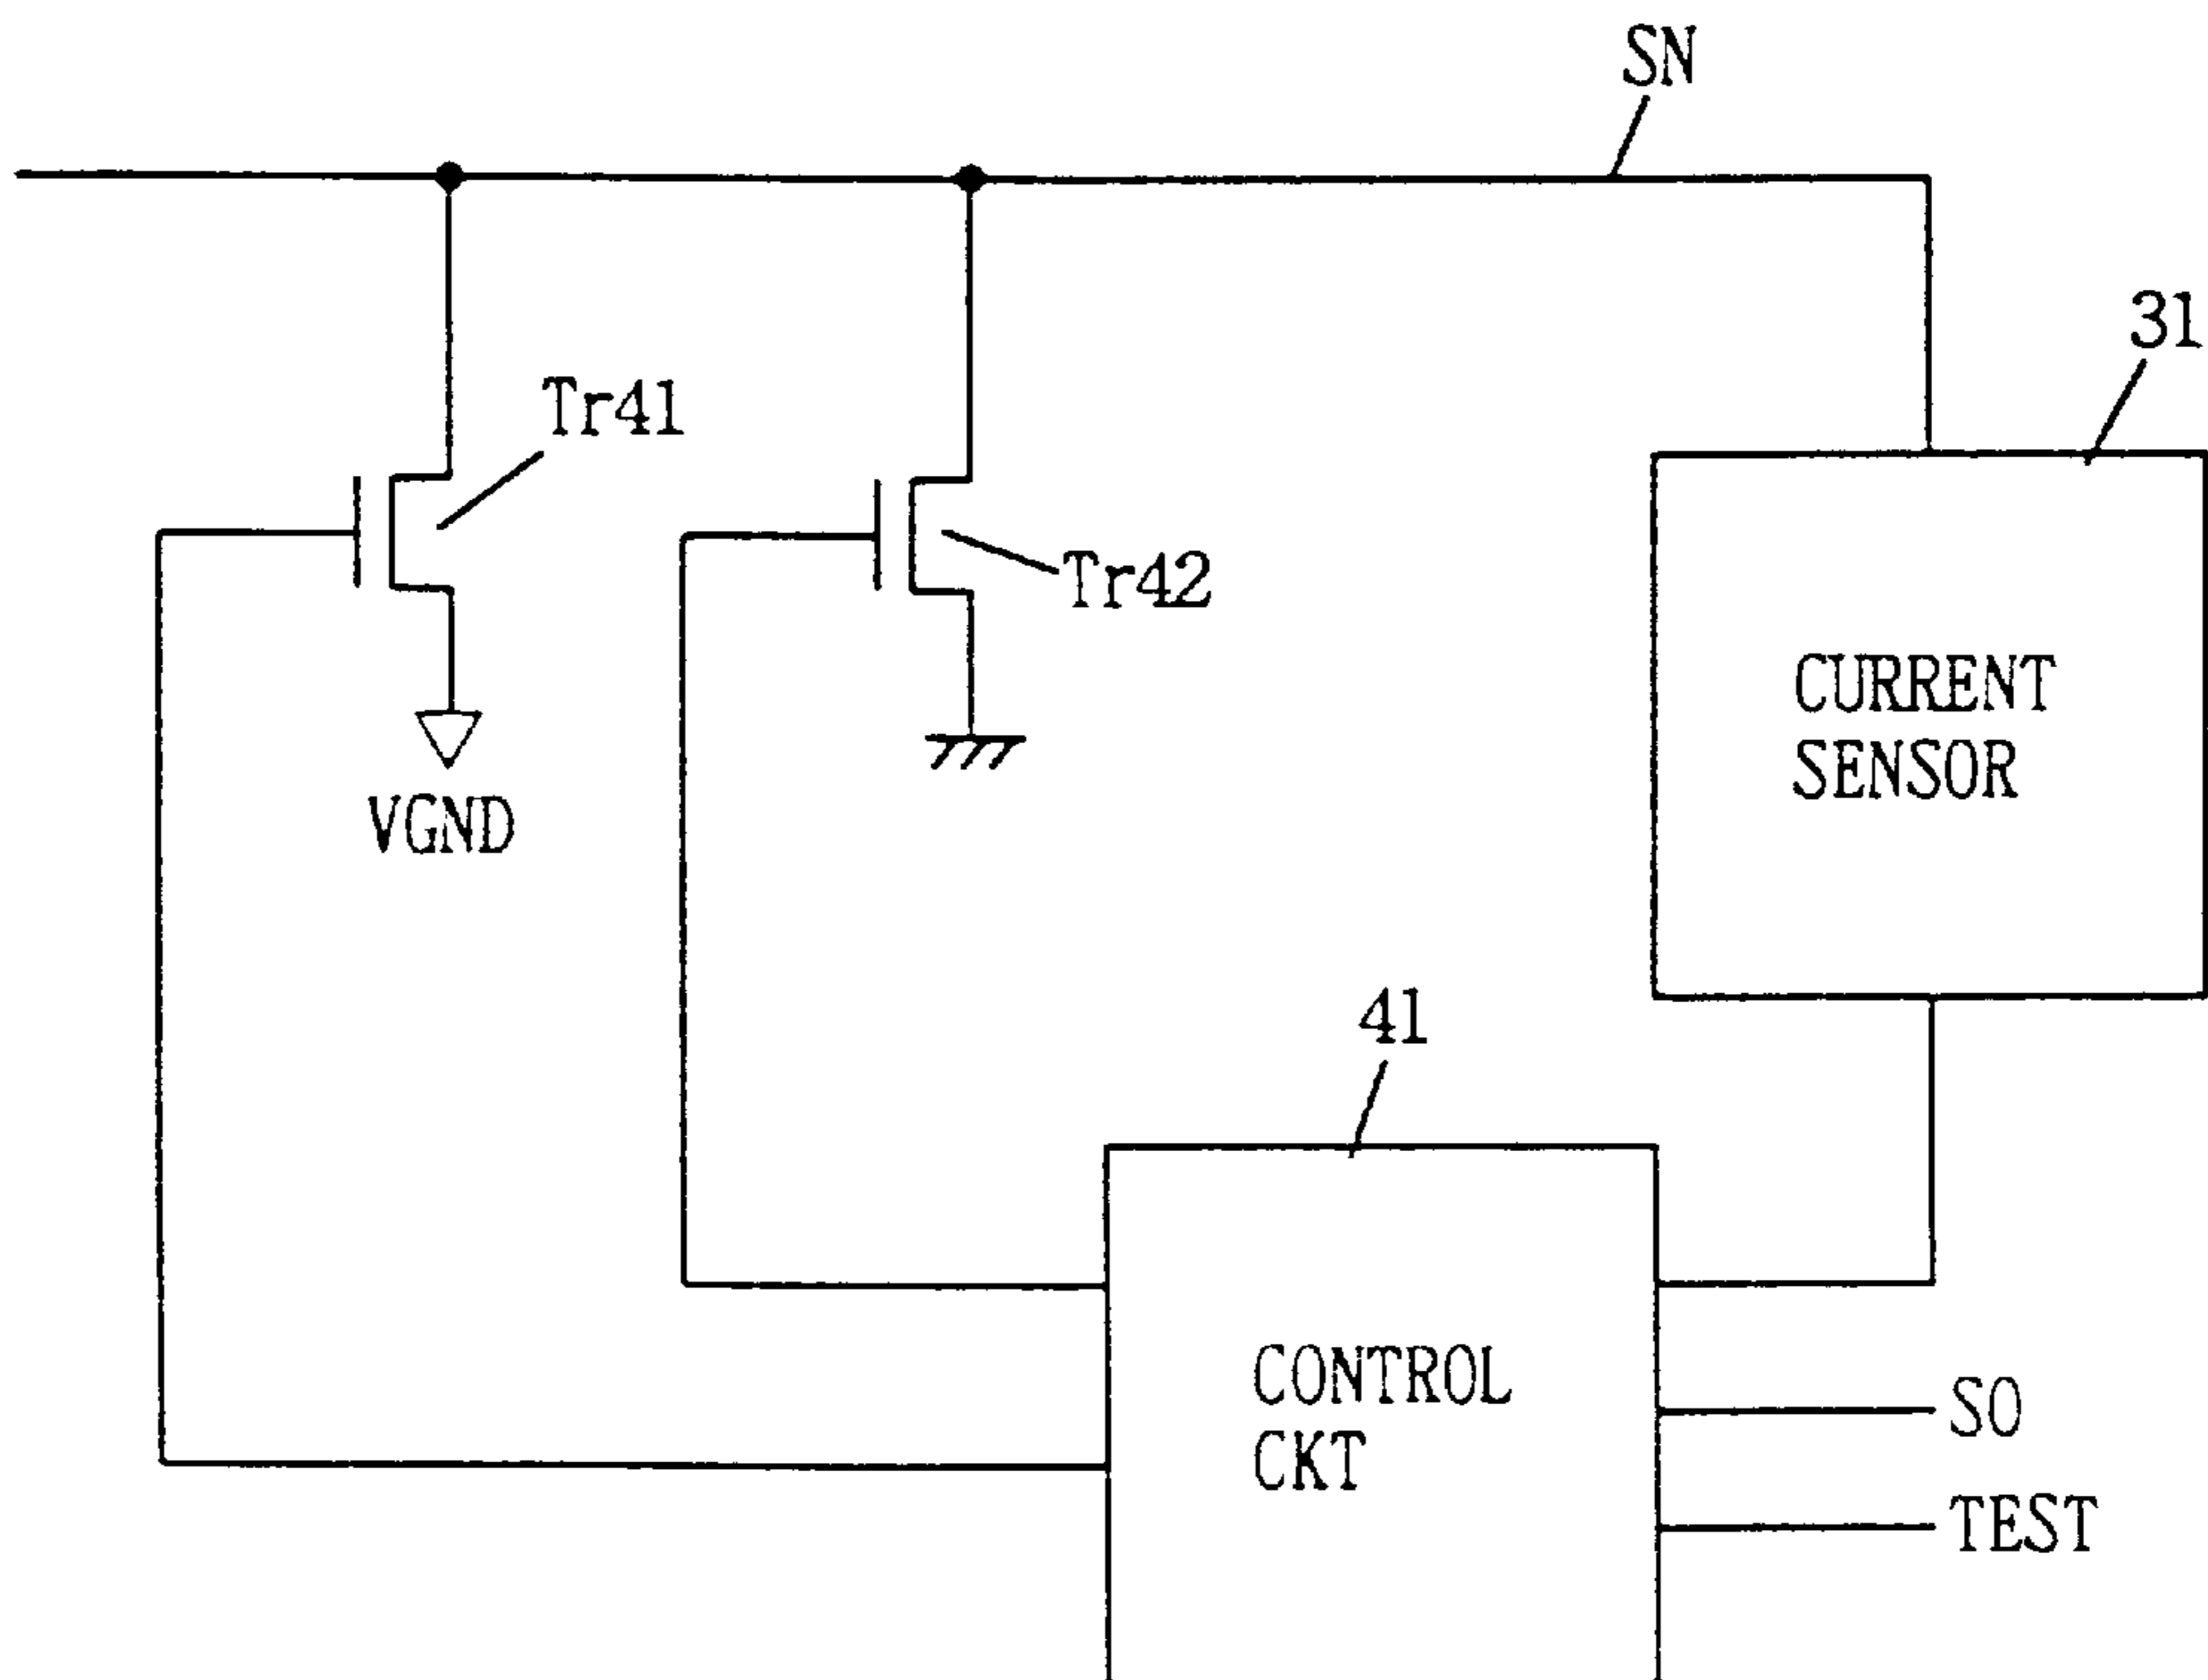 SN
31
Tr41
Tr42
CURRENT
SENSOR
VGND
41
CONTROL
CKT
SO
TEST